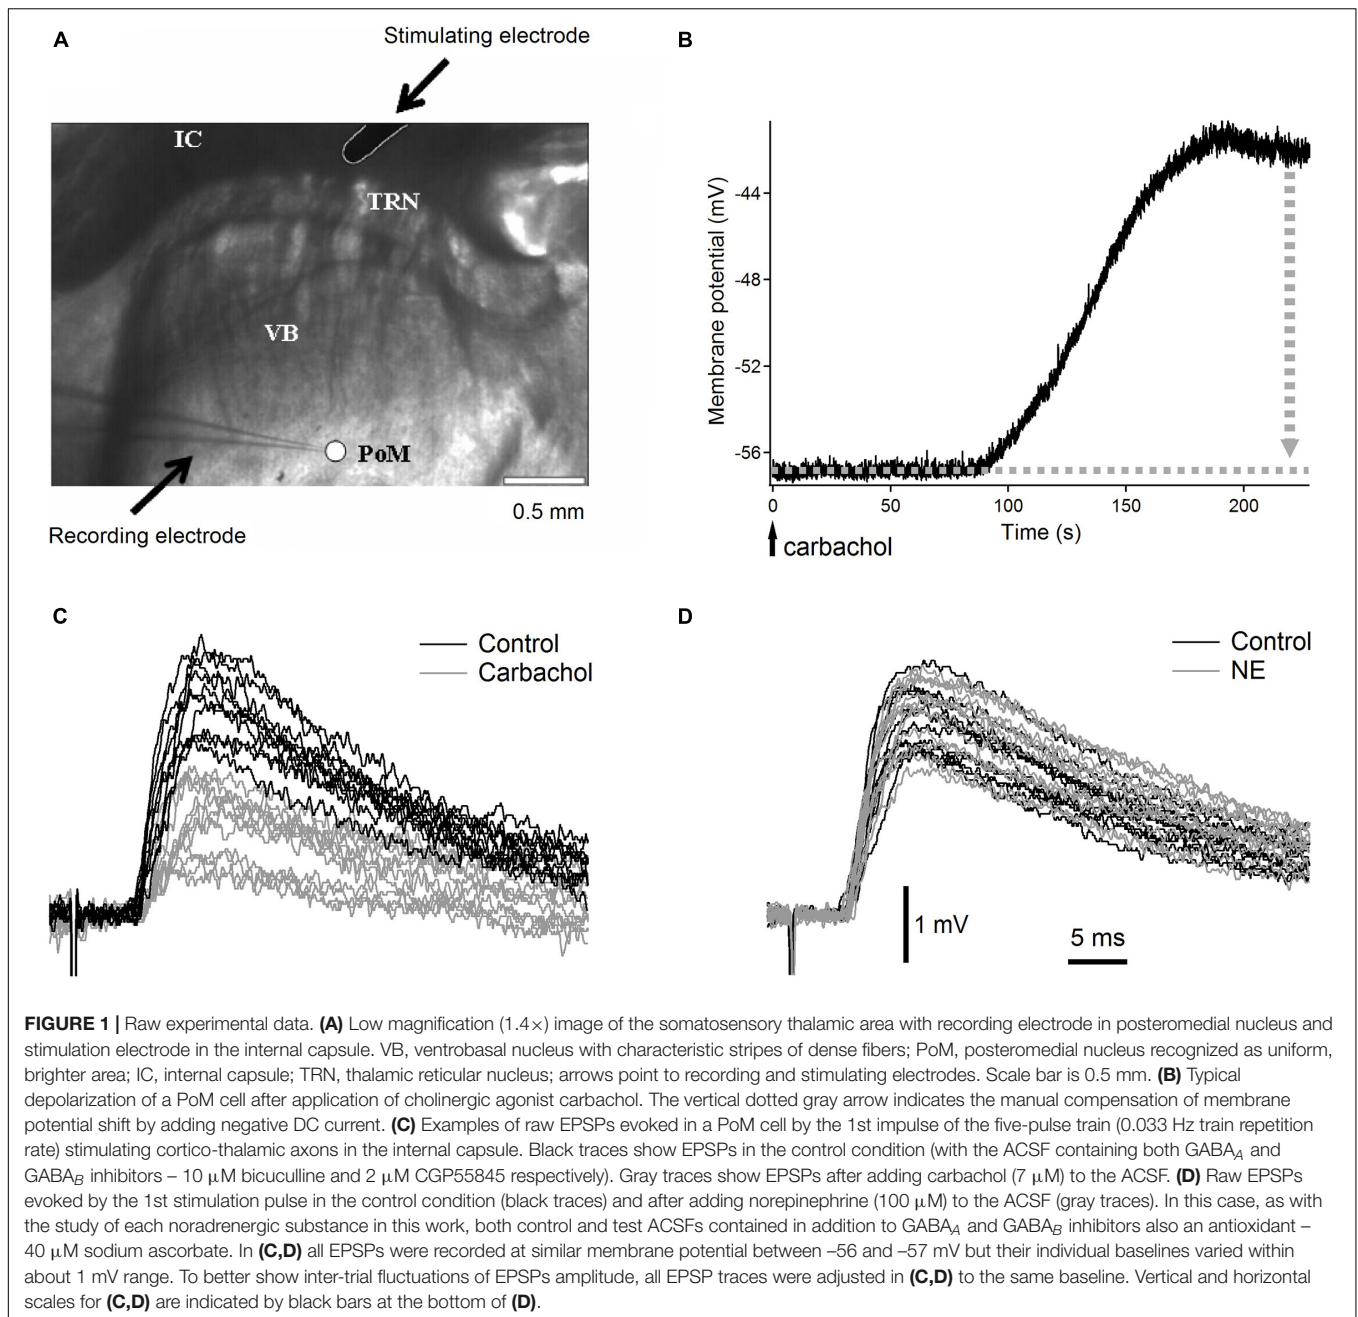 A
Stimulating electrode
IC
TRN
VB
PoM
0.5 mm
Recording electrode
B
Membrane potential (mV)
-44
-48
-52
-56
0
50
100
150
200
Time (s)
carbachol
C
Control
Carbachol
D
Control
NE
1 mV
5 ms
FIGURE 1 | Raw experimental data. (A) Low magnification (1.4×) image of the somatosensory thalamic area with recording electrode in posteromedial nucleus and
stimulation electrode in the internal capsule. VB, ventrobasal nucleus with characteristic stripes of dense fibers; PoM, posteromedial nucleus recognized as uniform,
brighter area; IC, internal capsule; TRN, thalamic reticular nucleus; arrows point to recording and stimulating electrodes. Scale bar is 0.5 mm. (B) Typical
depolarization of a PoM cell after application of cholinergic agonist carbachol. The vertical dotted gray arrow indicates the manual compensation of membrane
potential shift by adding negative DC current. (C) Examples of raw EPSPs evoked in a PoM cell by the 1st impulse of the five-pulse train (0.033 Hz train repetition
rate) stimulating cortico-thalamic axons in the internal capsule. Black traces show EPSPs in the control condition (with the ACSF containing both GABAA and
GABAB inhibitors – 10 μM bicuculline and 2 μM CGP55845 respectively). Gray traces show EPSPs after adding carbachol (7 μM) to the ACSF. (D) Raw EPSPs
evoked by the 1st stimulation pulse in the control condition (black traces) and after adding norepinephrine (100 μM) to the ACSF (gray traces). In this case, as with
the study of each noradrenergic substance in this work, both control and test ACSFs contained in addition to GABAA and GABAB inhibitors also an antioxidant –
40 μM sodium ascorbate. In (C,D) all EPSPs were recorded at similar membrane potential between –56 and –57 mV but their individual baselines varied within
about 1 mV range. To better show inter-trial fluctuations of EPSPs amplitude, all EPSP traces were adjusted in (C,D) to the same baseline. Vertical and horizontal
scales for (C,D) are indicated by black bars at the bottom of (D).